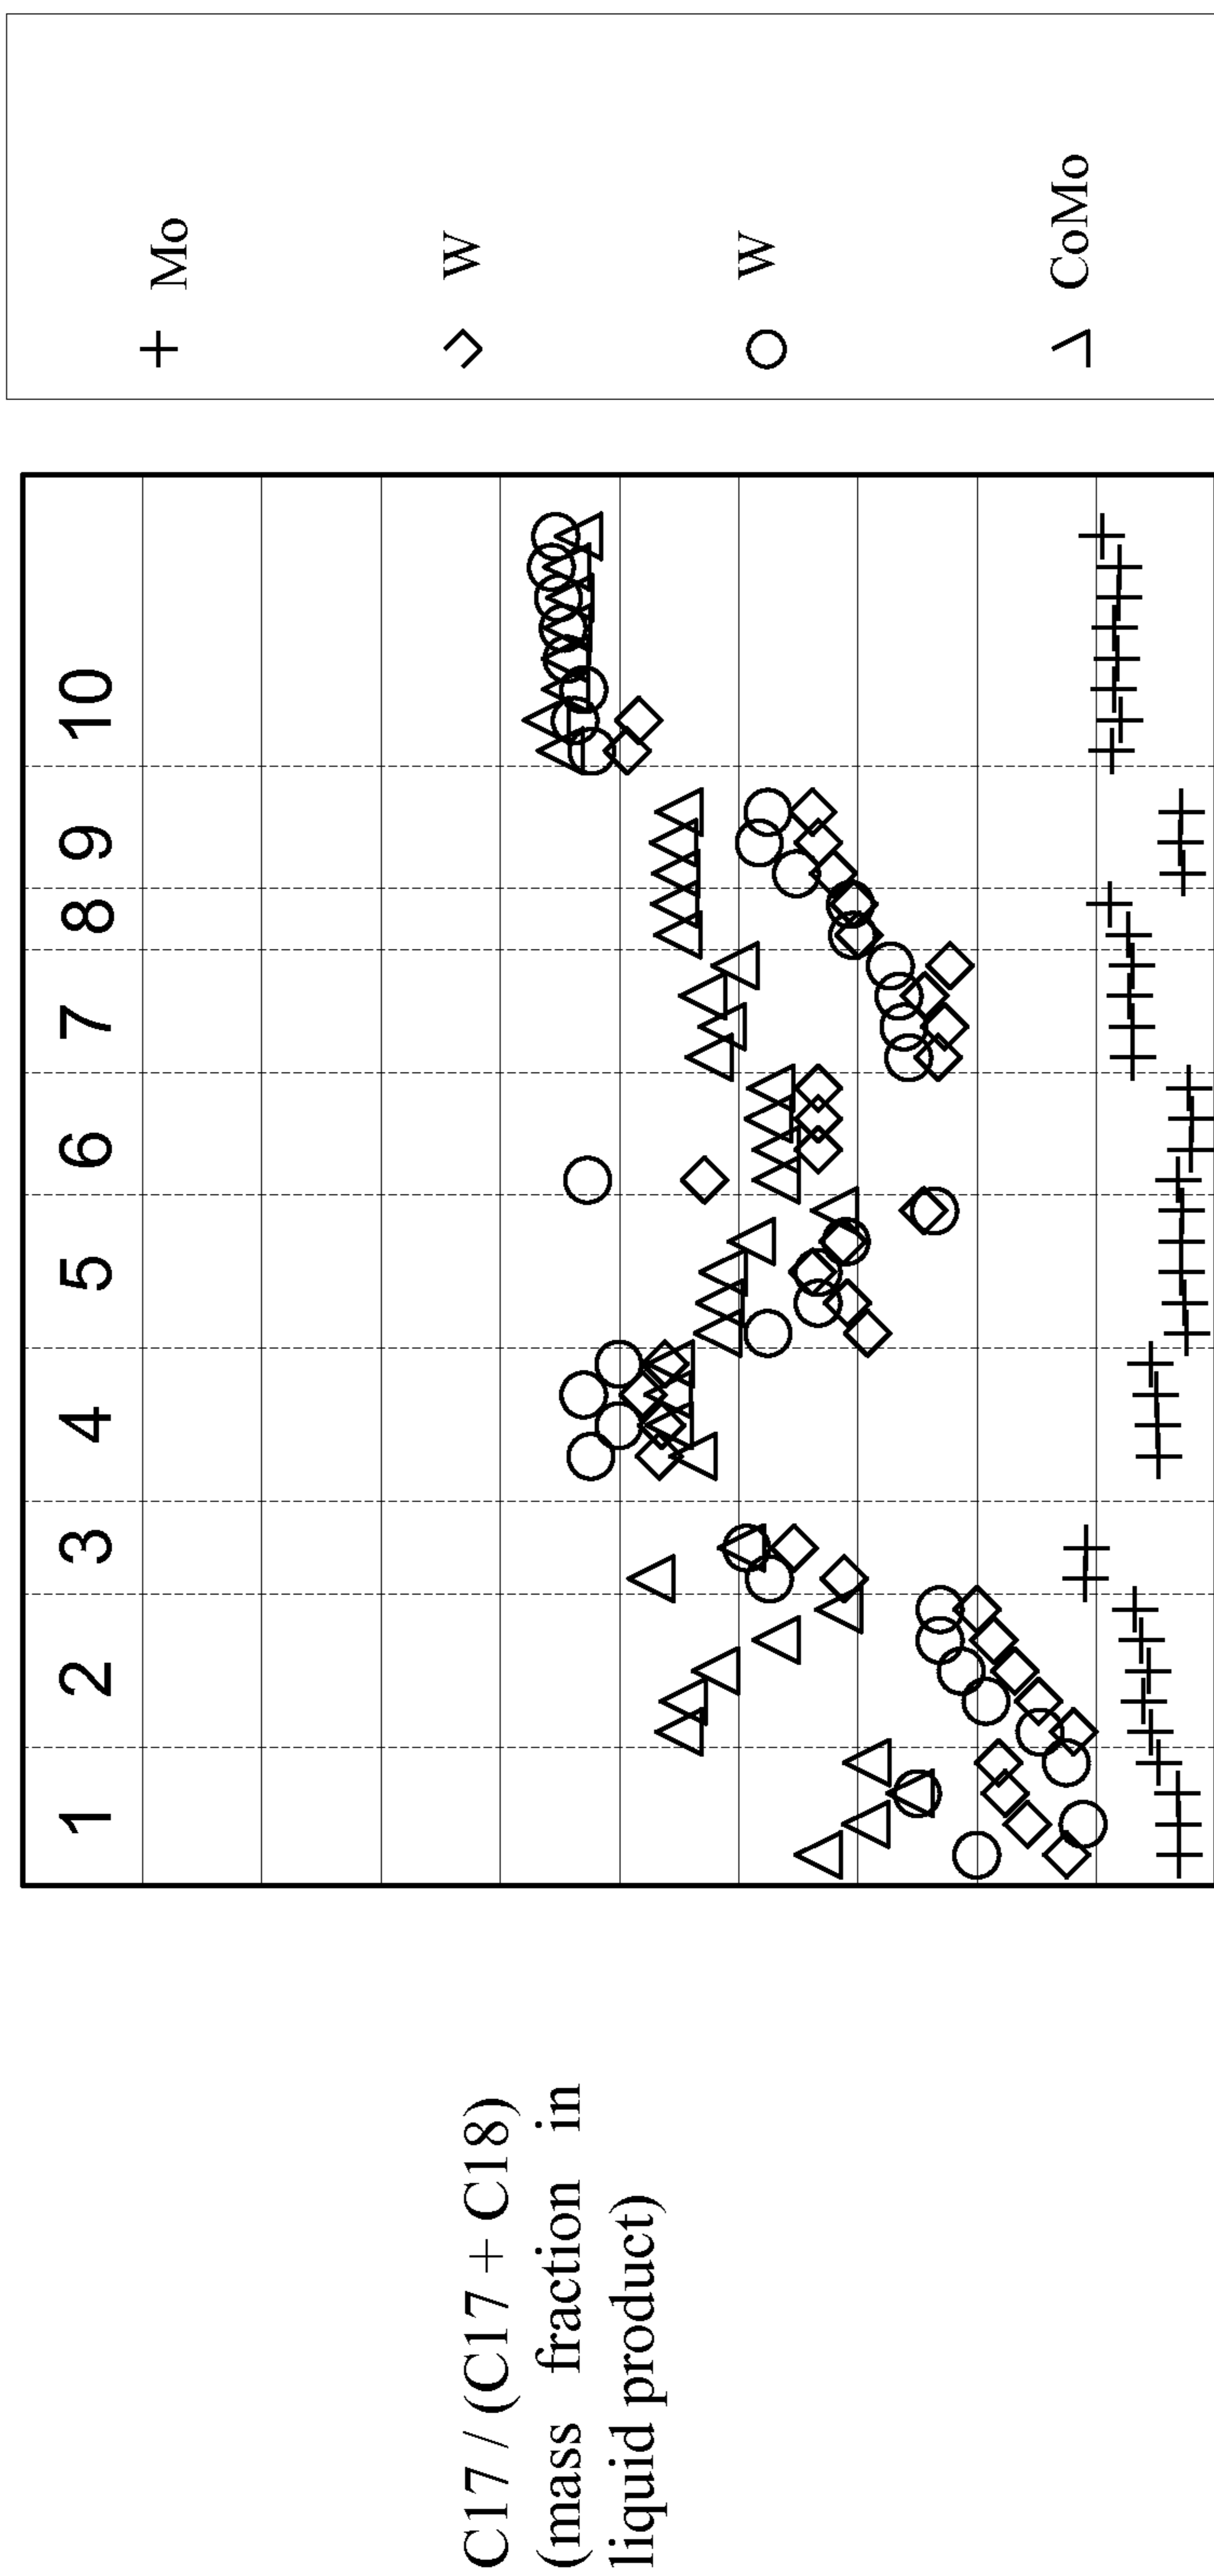 C17 / (C17 + C18)
(mass fraction in
liquid product)
1 2 3 4 5 6 7 8 9 10
Mo
W
W
CoMo